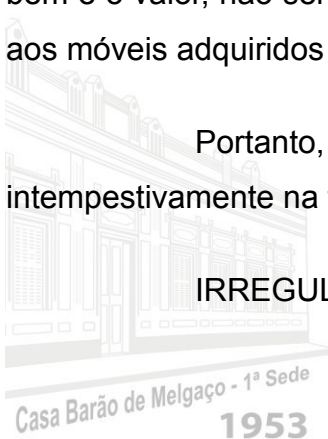 bem e o valor, não ser
aos móveis adquiridos
Portanto,
intempestivamente na
IRREGUL
Casa Barão de Melgaço - 1ª Sede
1953